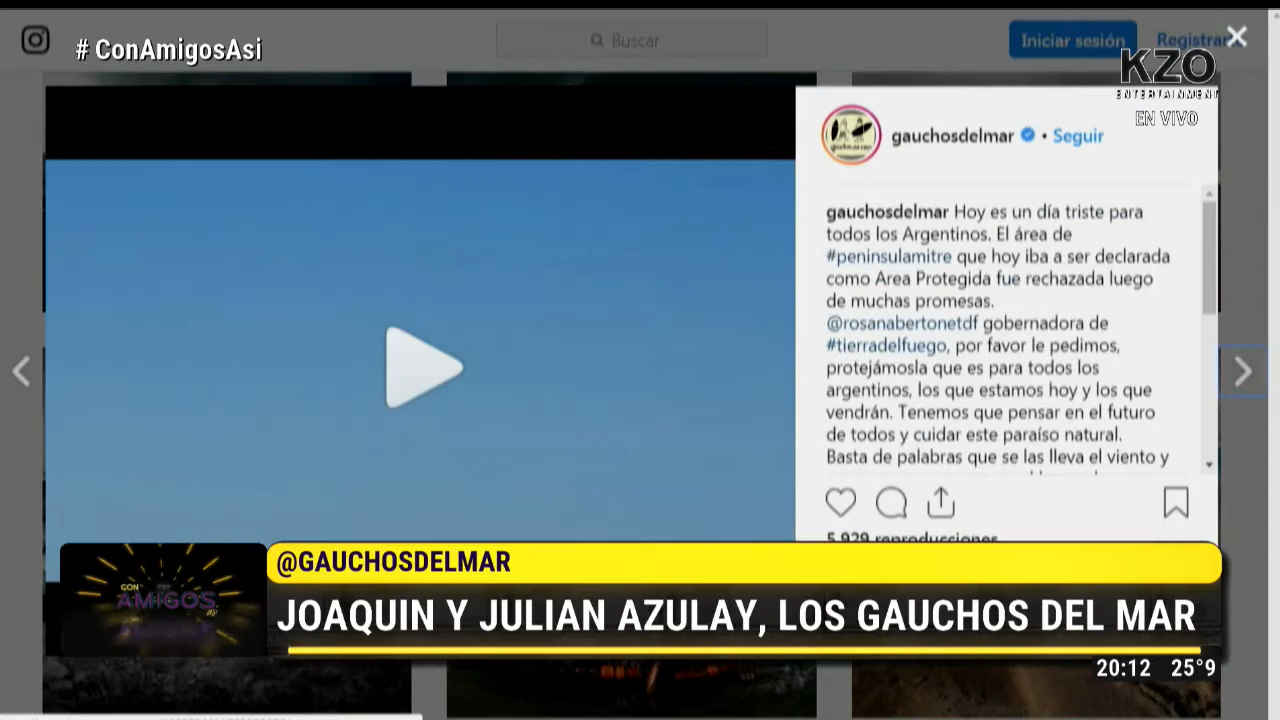 # ConAmigosAsi
Buscar
Iniciar sesión
KZO
ENTERTAINMENT
EN VIVO
gauchosdelmar • Seguir
gauchosdelmar Hoy es un día triste para
todos los Argentinos. El área de
#peninsulamitre que hoy iba a ser declarada
como Area Protegida fue rechazada luego
de muchas promesas.
@rosanabertonetdf gobernadora de
#tierradelfuego, por favor le pedimos,
protejámosla que es para todos los
argentinos, los que estamos hoy y los que
vendrán. Tenemos que pensar en el futuro
de todos y cuidar este paraíso natural.
Basta de palabras que se las lleva el viento y
5.929 reproducciones
CON
AMIGOS
@GAUCHOSDELMAR
JOAQUIN Y JULIAN AZULAY, LOS GAUCHOS DEL MAR
20:12 25°9